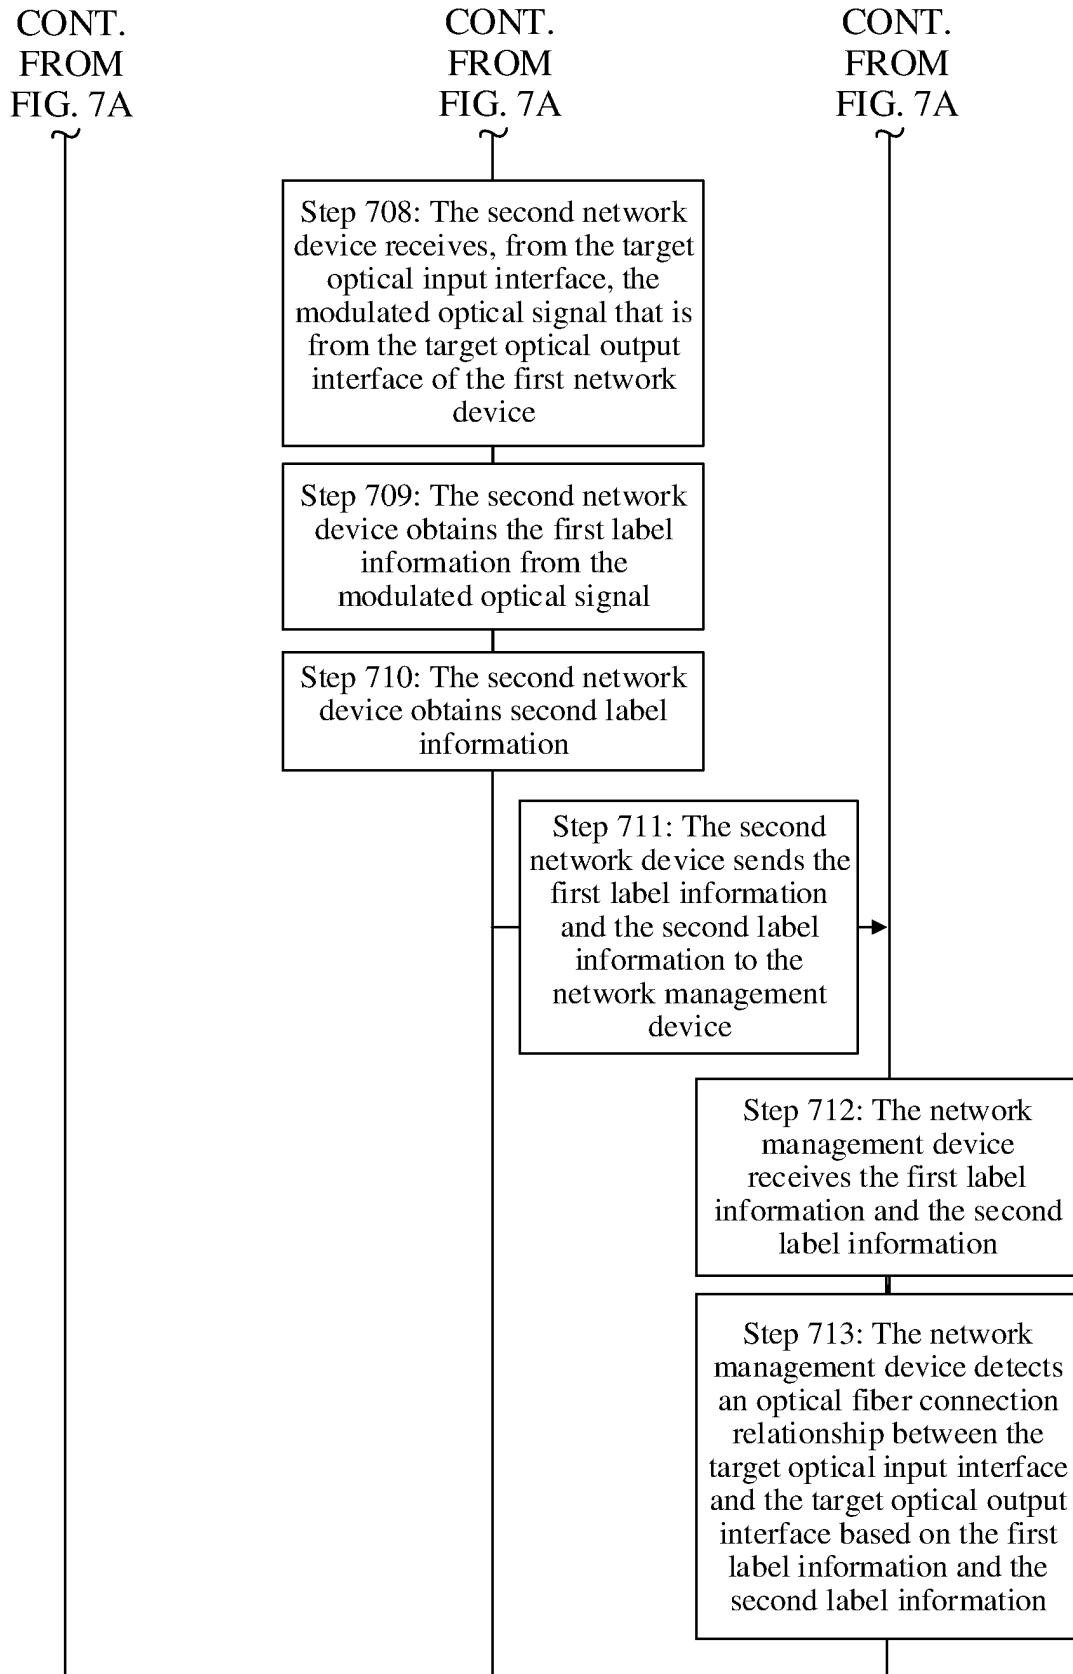 CONT.
FROM
FIG. 7A
CONT.
FROM
FIG. 7A
CONT.
FROM
FIG. 7A
Step 708: The second network
device receives, from the target
optical input interface, the
modulated optical signal that is
from the target optical output
interface of the first network
device
Step 709: The second network
device obtains the first label
information from the
modulated optical signal
Step 710: The second network
device obtains second label
information
Step 711: The second
network device sends the
first label information
and the second label
information to the
network management
device
Step 712: The network
management device
receives the first label
information and the second
label information
Step 713: The network
management device detects
an optical fiber connection
relationship between the
target optical input interface
and the target optical output
interface based on the first
label information and the
second label information